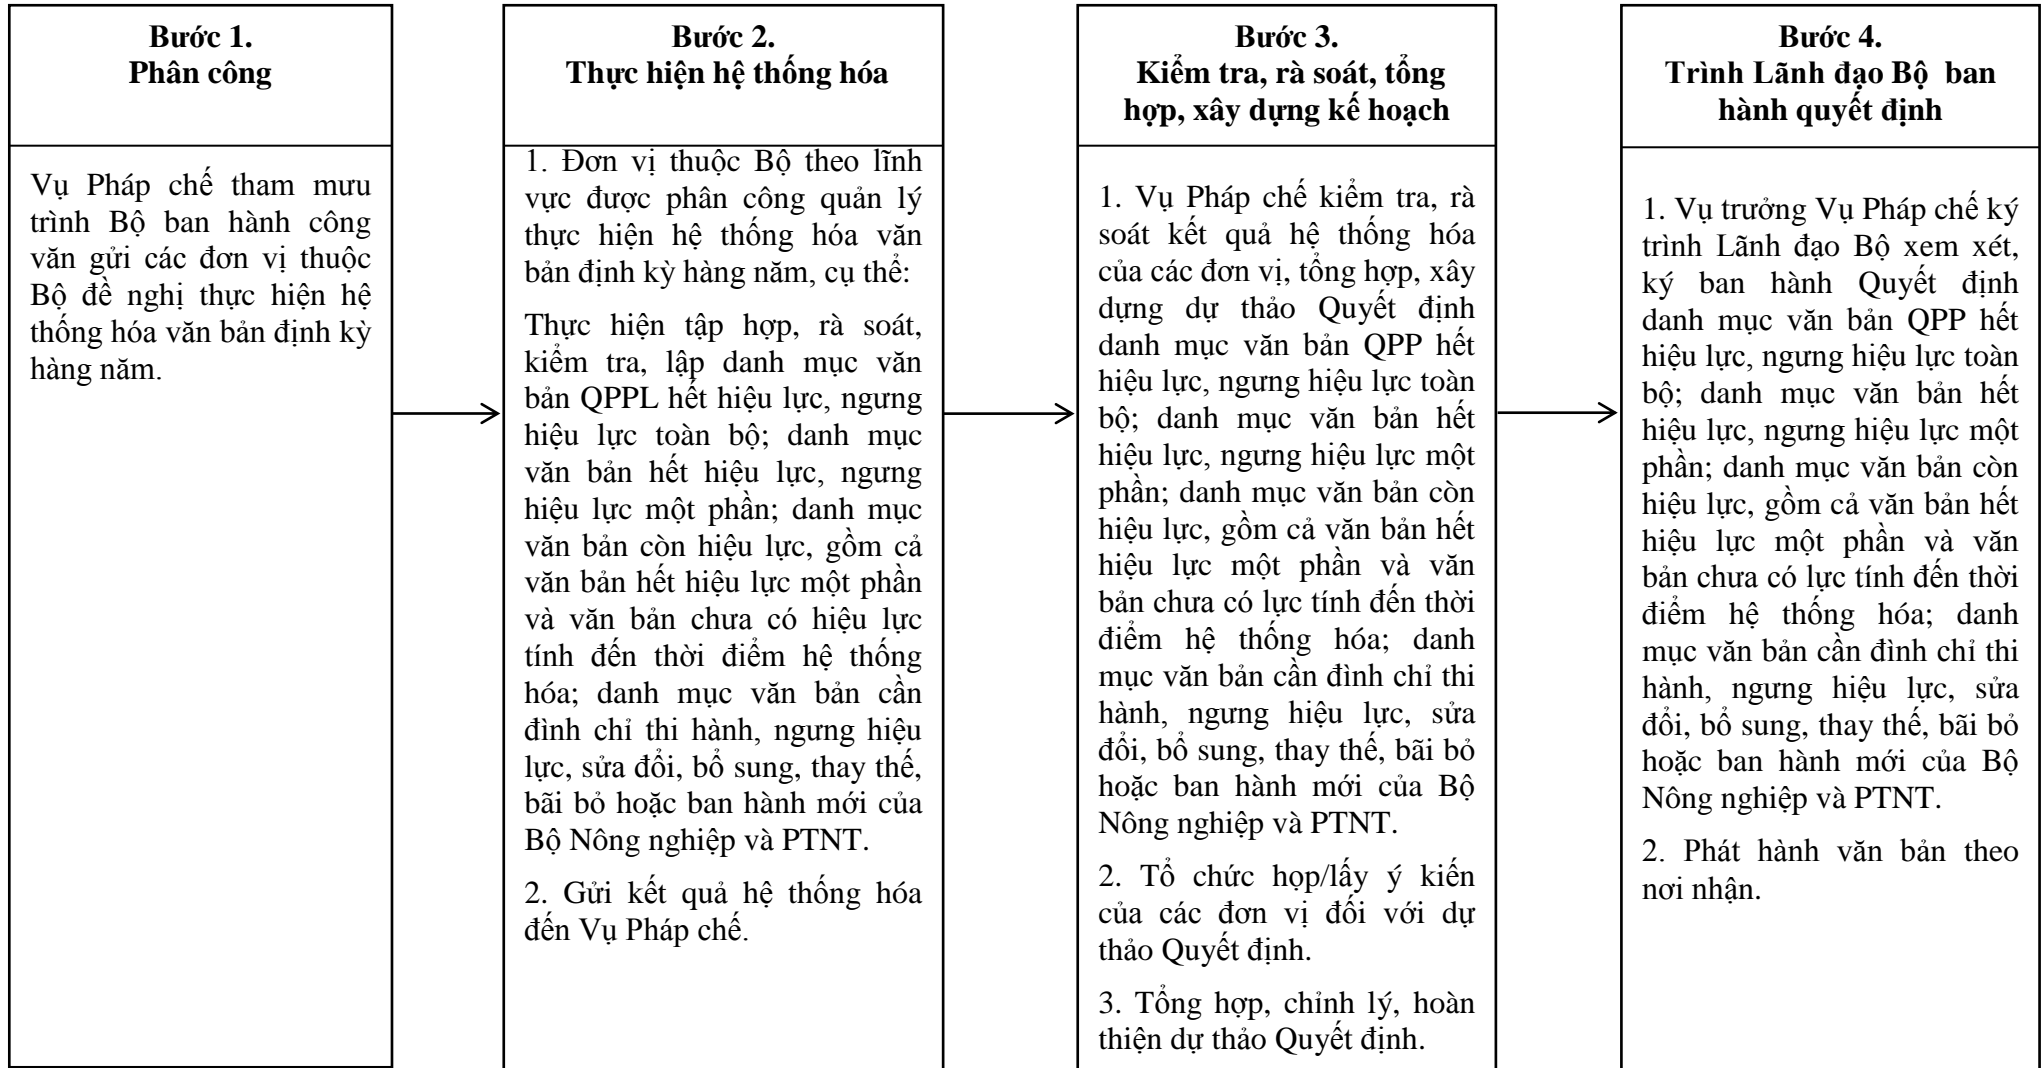 Bước 1.
Phân công
Vụ Pháp chế tham mưu
trình Bộ ban hành công
văn gửi các đơn vị thuộc
Bộ đề nghị thực hiện hệ
thống hóa văn bản định kỳ
hàng năm.
Bước 2.
Thực hiện hệ thống hóa
1. Đơn vị thuộc Bộ theo lĩnh
vực được phân công quản lý
thực hiện hệ thống hóa văn
bản định kỳ hàng năm, cụ thể:
Thực hiện tập hợp, rà soát,
kiểm tra, lập danh mục văn
bản QPPL hết hiệu lực, ngưng
hiệu lực toàn bộ; danh mục
văn bản hết hiệu lực, ngưng
hiệu lực một phần; danh mục
văn bản còn hiệu lực, gồm cả
văn bản hết hiệu lực một phần
và văn bản chưa có hiệu lực
tính đến thời điểm hệ thống
hóa; danh mục văn bản cần
đình chỉ thi hành, ngưng hiệu
lực, sửa đổi, bổ sung, thay thế,
bãi bỏ hoặc ban hành mới của
Bộ Nông nghiệp và PTNT.
2. Gửi kết quả hệ thống hóa
đến Vụ Pháp chế.
Bước 3.
Kiểm tra, rà soát, tổng
hợp, xây dựng kế hoạch
1. Vụ Pháp chế kiểm tra, rà
soát kết quả hệ thống hóa
của các đơn vị, tổng hợp, xây
dựng dự thảo Quyết định
danh mục văn bản QPP hết
hiệu lực, ngưng hiệu lực toàn
bộ; danh mục văn bản hết
hiệu lực, ngưng hiệu lực một
phần; danh mục văn bản còn
hiệu lực, gồm cả văn bản hết
hiệu lực một phần và văn
bản chưa có lực tính đến thời
điểm hệ thống hóa; danh
mục văn bản cần đình chỉ thi
hành, ngưng hiệu lực, sửa
đổi, bổ sung, thay thế, bãi bỏ
hoặc ban hành mới của Bộ
Nông nghiệp và PTNT.
2. Tổ chức họp/lấy ý kiến
của các đơn vị đối với dự
thảo Quyết định.
3. Tổng hợp, chỉnh lý, hoàn
thiện dự thảo Quyết định.
Bước 4.
Trình Lãnh đạo Bộ ban
hành quyết định
1. Vụ trưởng Vụ Pháp chế ký
trình Lãnh đạo Bộ xem xét,
ký ban hành Quyết định
danh mục văn bản QPP hết
hiệu lực, ngưng hiệu lực toàn
bộ; danh mục văn bản hết
hiệu lực, ngưng hiệu lực một
phần; danh mục văn bản còn
hiệu lực, gồm cả văn bản hết
hiệu lực một phần và văn
bản chưa có lực tính đến thời
điểm hệ thống hóa; danh
mục văn bản cần đình chỉ thi
hành, ngưng hiệu lực, sửa
đổi, bổ sung, thay thế, bãi bỏ
hoặc ban hành mới của Bộ
Nông nghiệp và PTNT.
2. Phát hành văn bản theo
nơi nhận.